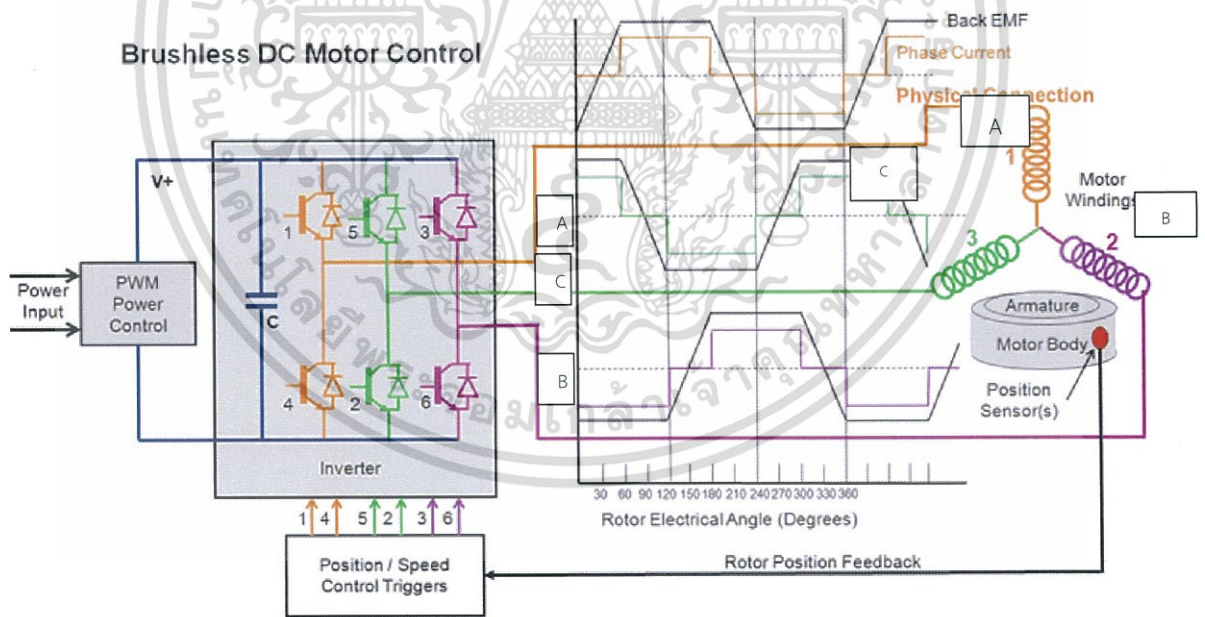 Brushless DC Motor Control
Back EMF
Phase Current
Physical Connection
A
1
C
Motor
Windings
B
3
2
V+
1
5
3
A
C
B
Power
Input
PWM
Power
Control
C
4
2
6
Inverter
Armature
Motor Body
Position
Sensor(s)
30 60 90 120 150 180 210 240 270 300 330 360
Rotor Electrical Angle (Degrees)
1 4 5 2 3 6
Position / Speed
Control Triggers
Rotor Position Feedback